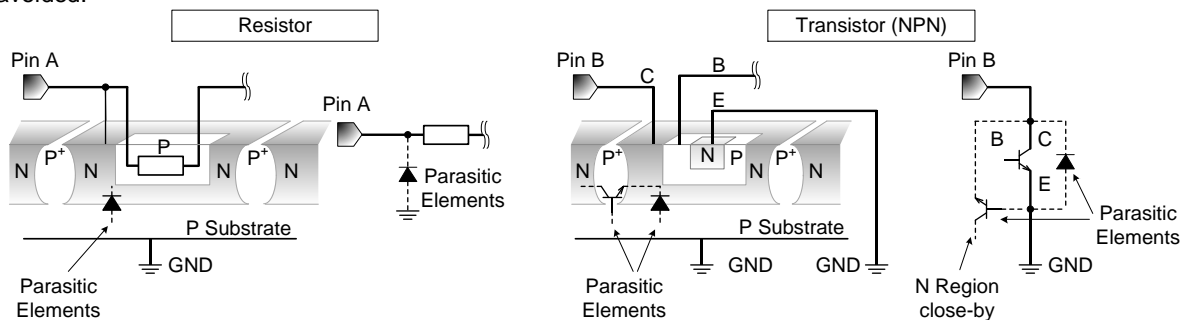 avoided.
Resistor
Transistor (NPN)
Pin A
Pin B
Pin B
C
B
E
Pin A
N
P+
N
P
P+
N
N
P+
N
N
P
P+
N
B
C
E
Parasitic
Elements
P Substrate
GND
Parasitic
Elements
P Substrate
GND
GND
Parasitic
Elements
Parasitic
Elements
GND
N Region
close-by